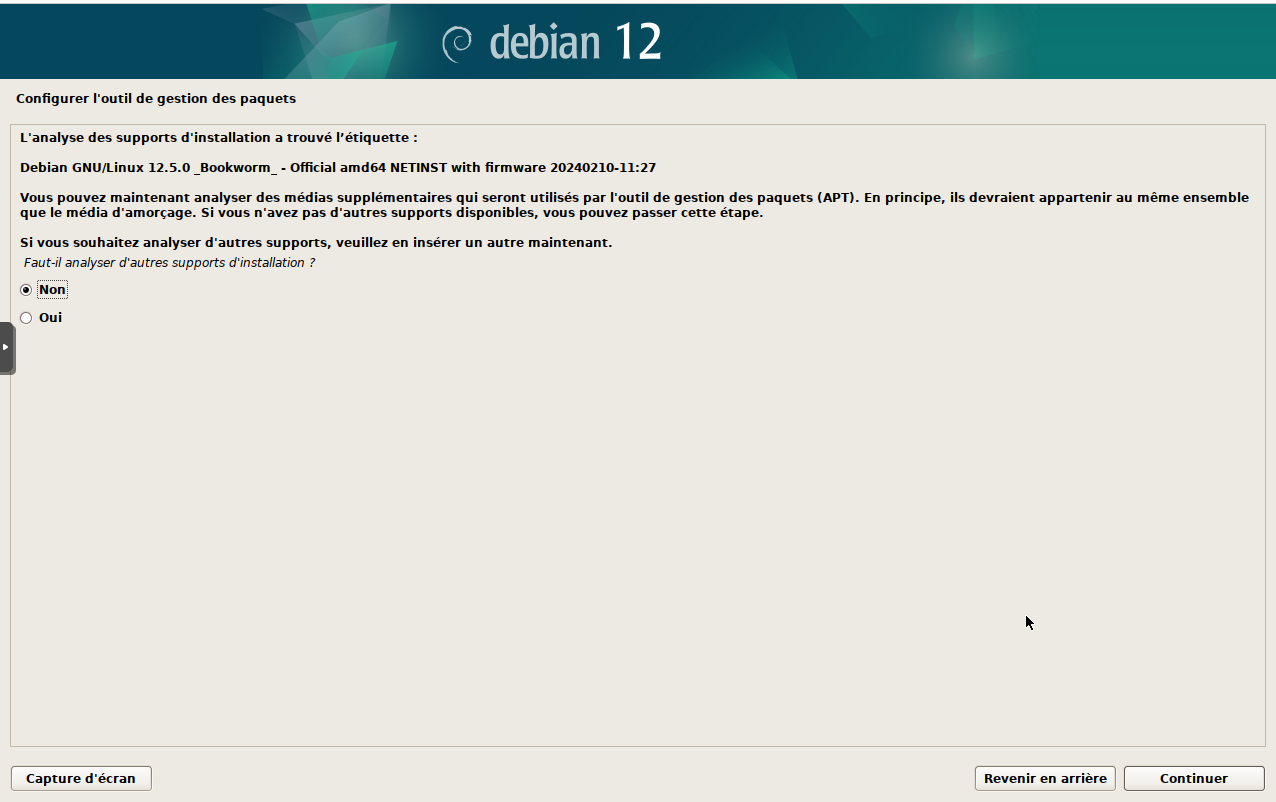 debian 12
Configurer l'outil de gestion des paquets
L'analyse des supports d'installation a trouvé l’étiquette :
Debian GNU/Linux 12.5.0 _Bookworm_ - Official amd64 NETINST with firmware 20240210-11:27
Vous pouvez maintenant analyser des médias supplémentaires qui seront utilisés par l'outil de gestion des paquets (APT). En principe, ils devraient appartenir au même ensemble
que le média d'amorçage. Si vous n'avez pas d'autres supports disponibles, vous pouvez passer cette étape.
Si vous souhaitez analyser d'autres supports, veuillez en insérer un autre maintenant.
Faut-il analyser d'autres supports d'installation ?
Non
Oui
Capture d'écran
Revenir en arrière
Continuer